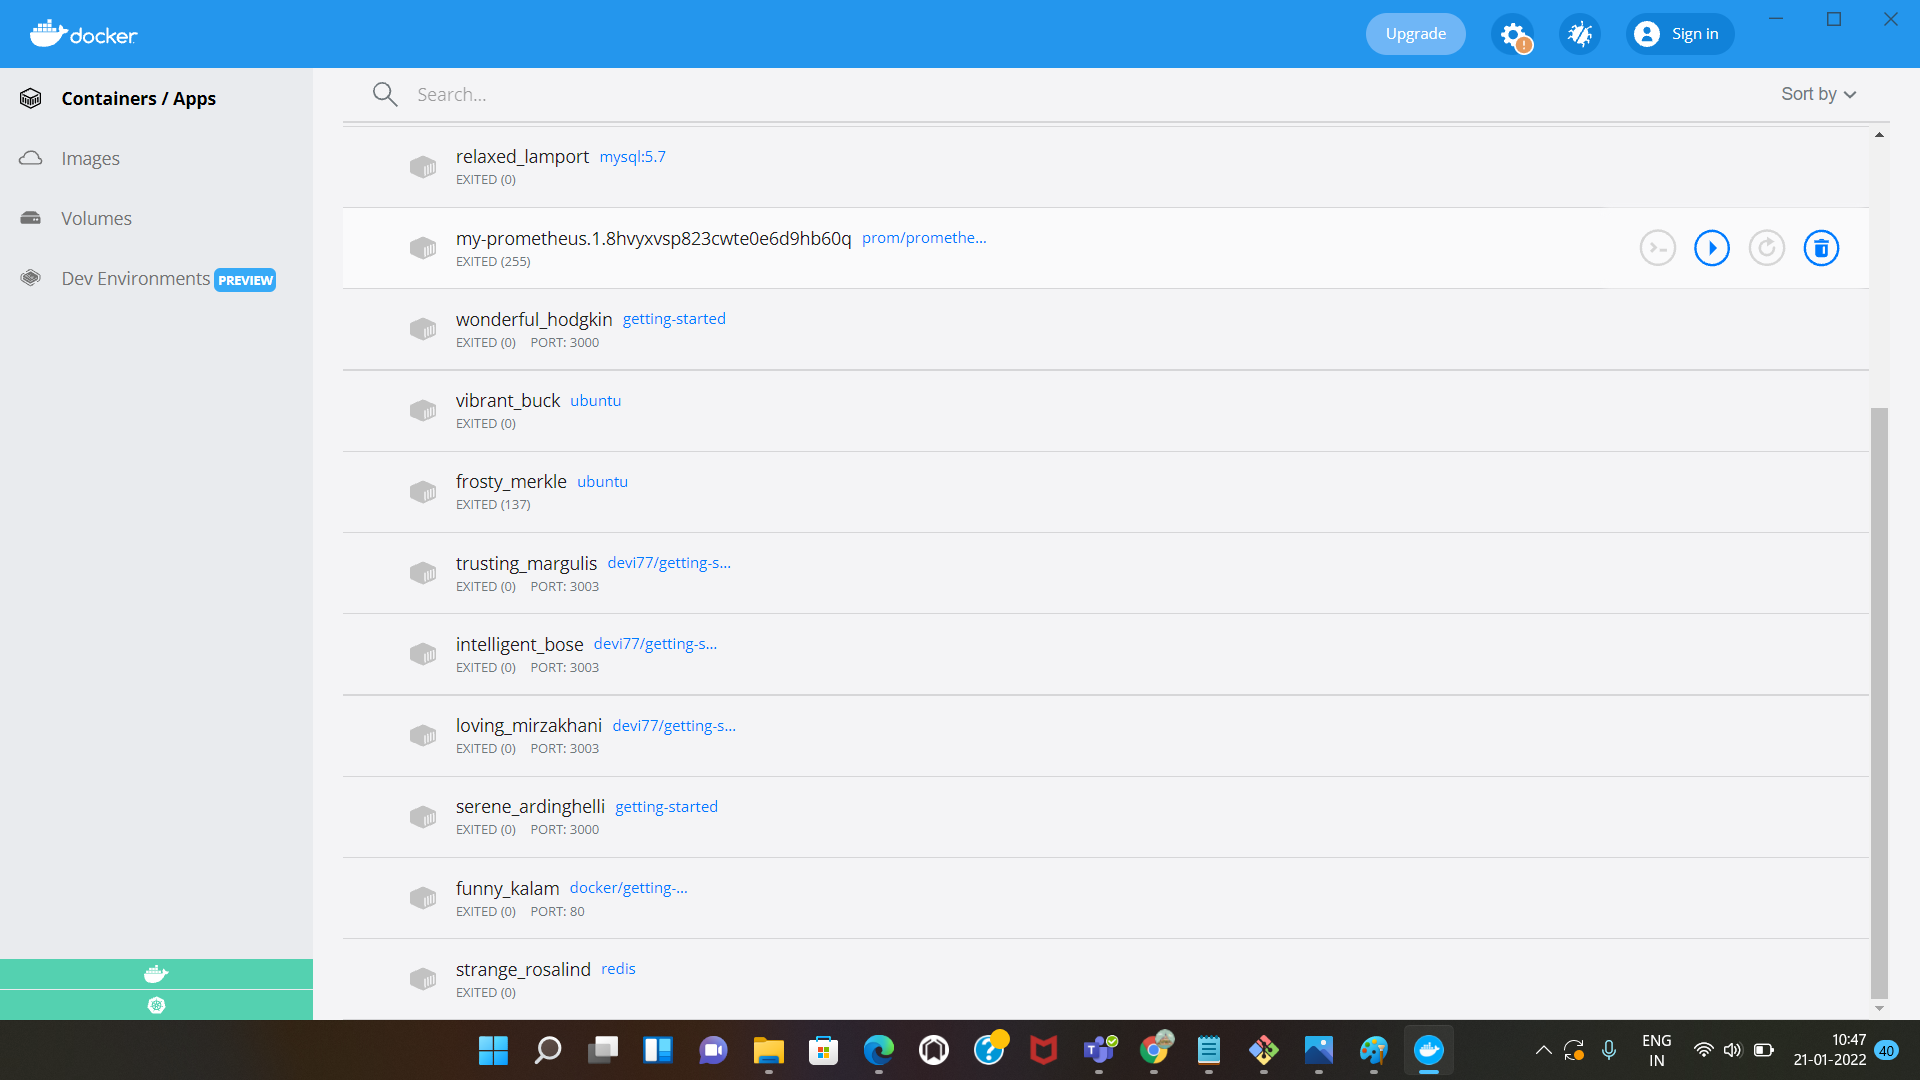 docker
Upgrade
Sign in
Containers / Apps
Images
Volumes
Dev Environments PREVIEW
Search...
Sort by
relaxed_lamport mysql:5.7
EXITED (0)
my-prometheus.1.8hvyxvsp823cwte0e6d9hb60q prom/promethe...
EXITED (255)
wonderful_hodgkin getting-started
EXITED (0) PORT: 3000
vibrant_buck ubuntu
EXITED (0)
frosty_merkle ubuntu
EXITED (137)
trusting_margulis devi77/getting-s...
EXITED (0) PORT: 3003
intelligent_bose devi77/getting-s...
EXITED (0) PORT: 3003
loving_mirzakhani devi77/getting-s...
EXITED (0) PORT: 3003
serene_ardinghelli getting-started
EXITED (0) PORT: 3000
funny_kalam docker/getting-...
EXITED (0) PORT: 80
strange_rosalind redis
EXITED (0)
ENG
IN
10:47
21-01-2022
40